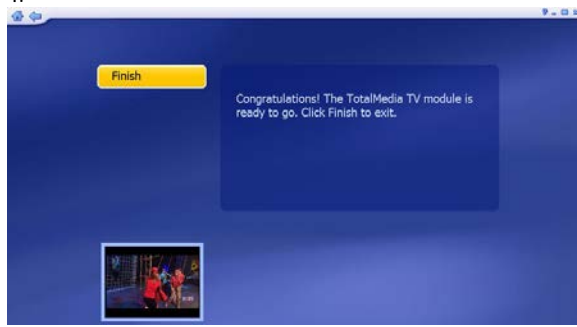 Finish
Congratulations! The TotalMedia TV module is
ready to go. Click Finish to exit.